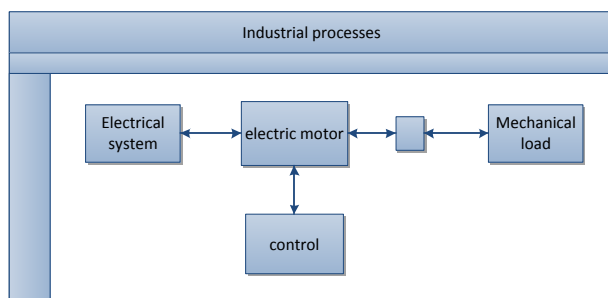 Industrial processes
Electrical
system
electric motor
Mechanical
load
control